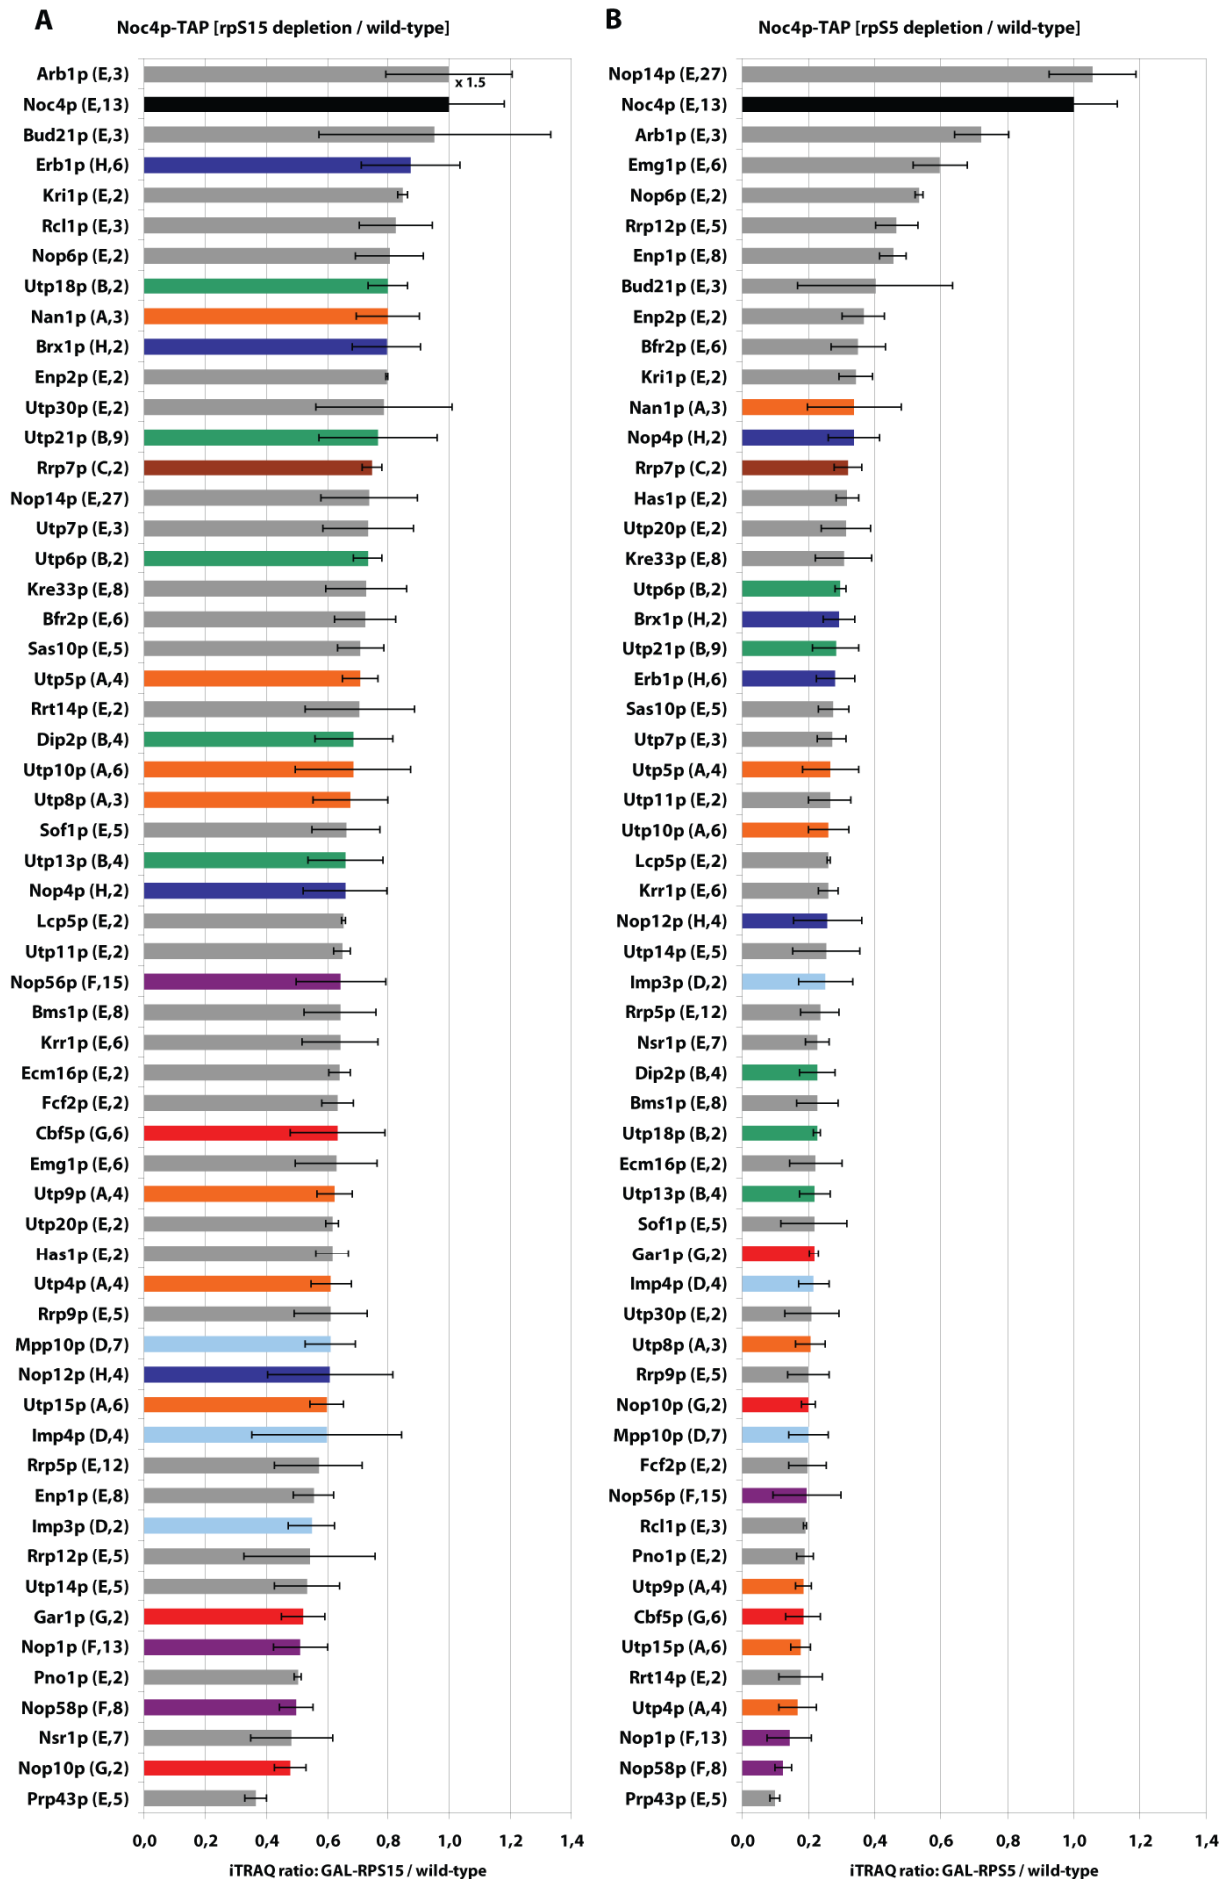 A
Noc4p-TAP [rpS15 depletion / wild-type]
Arb1p (E,3)
x 1.5
Noc4p (E,13)
Bud21p (E,3)
Erb1p (H,6)
Kri1p (E,2)
Rcl1p (E,3)
Nop6p (E,2)
Utp18p (B,2)
Nan1p (A,3)
Brx1p (H,2)
Enp2p (E,2)
Utp30p (E,2)
Utp21p (B,9)
Rrp7p (C,2)
Nop14p (E,27)
Utp7p (E,3)
Utp6p (B,2)
Kre33p (E,8)
Bfr2p (E,6)
Sas10p (E,5)
Utp5p (A,4)
Rrt14p (E,2)
Dip2p (B,4)
Utp10p (A,6)
Utp8p (A,3)
Sof1p (E,5)
Utp13p (B,4)
Nop4p (H,2)
Lcp5p (E,2)
Utp11p (E,2)
Nop56p (F,15)
Bms1p (E,8)
Krr1p (E,6)
Ecm16p (E,2)
Fcf2p (E,2)
Cbf5p (G,6)
Emg1p (E,6)
Utp9p (A,4)
Utp20p (E,2)
Has1p (E,2)
Utp4p (A,4)
Rrp9p (E,5)
Mpp10p (D,7)
Nop12p (H,4)
Utp15p (A,6)
Imp4p (D,4)
Rrp5p (E,12)
Enp1p (E,8)
Imp3p (D,2)
Rrp12p (E,5)
Utp14p (E,5)
Gar1p (G,2)
Nop1p (F,13)
Pno1p (E,2)
Nop58p (F,8)
Nsr1p (E,7)
Nop10p (G,2)
Prp43p (E,5)
0,0 0,2 0,4 0,6 0,8 1,0 1,2 1,4
iTRAQ ratio: GAL-RPS15 / wild-type
B
Noc4p-TAP [rpS5 depletion / wild-type]
Nop14p (E,27)
Noc4p (E,13)
Arb1p (E,3)
Emg1p (E,6)
Nop6p (E,2)
Rrp12p (E,5)
Enp1p (E,8)
Bud21p (E,3)
Enp2p (E,2)
Bfr2p (E,6)
Kri1p (E,2)
Nan1p (A,3)
Nop4p (H,2)
Rrp7p (C,2)
Has1p (E,2)
Utp20p (E,2)
Kre33p (E,8)
Utp6p (B,2)
Brx1p (H,2)
Utp21p (B,9)
Erb1p (H,6)
Sas10p (E,5)
Utp7p (E,3)
Utp5p (A,4)
Utp11p (E,2)
Utp10p (A,6)
Lcp5p (E,2)
Krr1p (E,6)
Nop12p (H,4)
Utp14p (E,5)
Imp3p (D,2)
Rrp5p (E,12)
Nsr1p (E,7)
Dip2p (B,4)
Bms1p (E,8)
Utp18p (B,2)
Ecm16p (E,2)
Utp13p (B,4)
Sof1p (E,5)
Gar1p (G,2)
Imp4p (D,4)
Utp30p (E,2)
Utp8p (A,3)
Rrp9p (E,5)
Nop10p (G,2)
Mpp10p (D,7)
Fcf2p (E,2)
Nop56p (F,15)
Rcl1p (E,3)
Pno1p (E,2)
Utp9p (A,4)
Cbf5p (G,6)
Utp15p (A,6)
Rrt14p (E,2)
Utp4p (A,4)
Nop1p (F,13)
Nop58p (F,8)
Prp43p (E,5)
0,0 0,2 0,4 0,6 0,8 1,0 1,2 1,4
iTRAQ ratio: GAL-RPS5 / wild-type